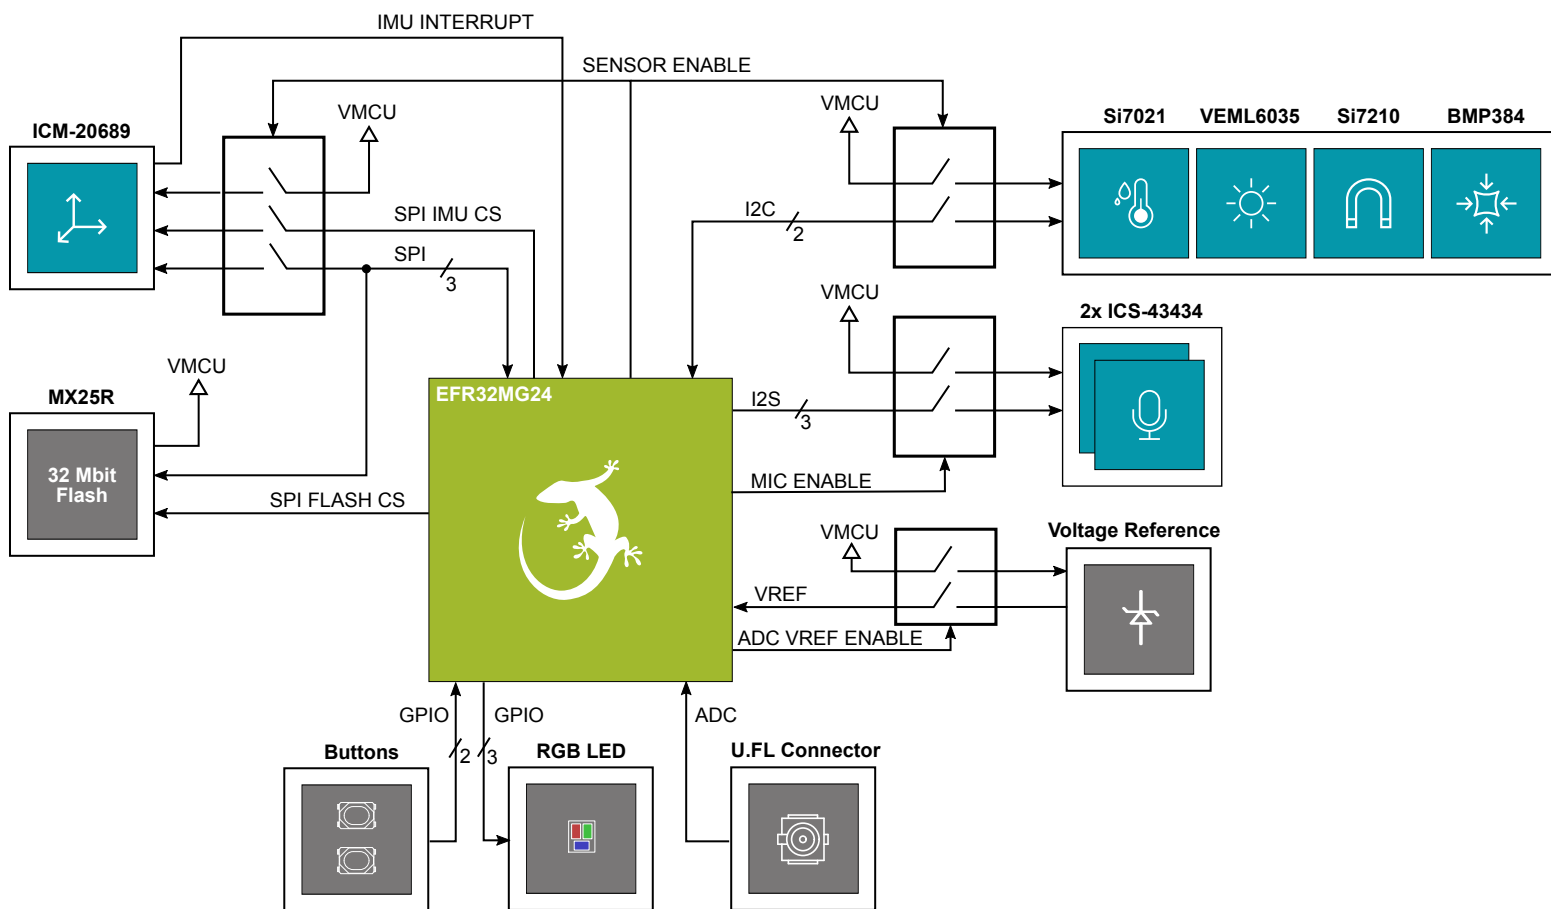 IMU INTERRUPT
SENSOR ENABLE
VMCU
VMCU
ICM-20689
Si7021
VEML6035
Si7210
BMP384
SPI IMU CS
I2C
2
SPI
3
VMCU
2x ICS-43434
VMCU
MX25R
EFR32MG24
I2S
3
32 Mbit
Flash
MIC ENABLE
SPI FLASH CS
VMCU
Voltage Reference
VREF
ADC VREF ENABLE
GPIO
GPIO
ADC
2
3
Buttons
RGB LED
U.FL Connector